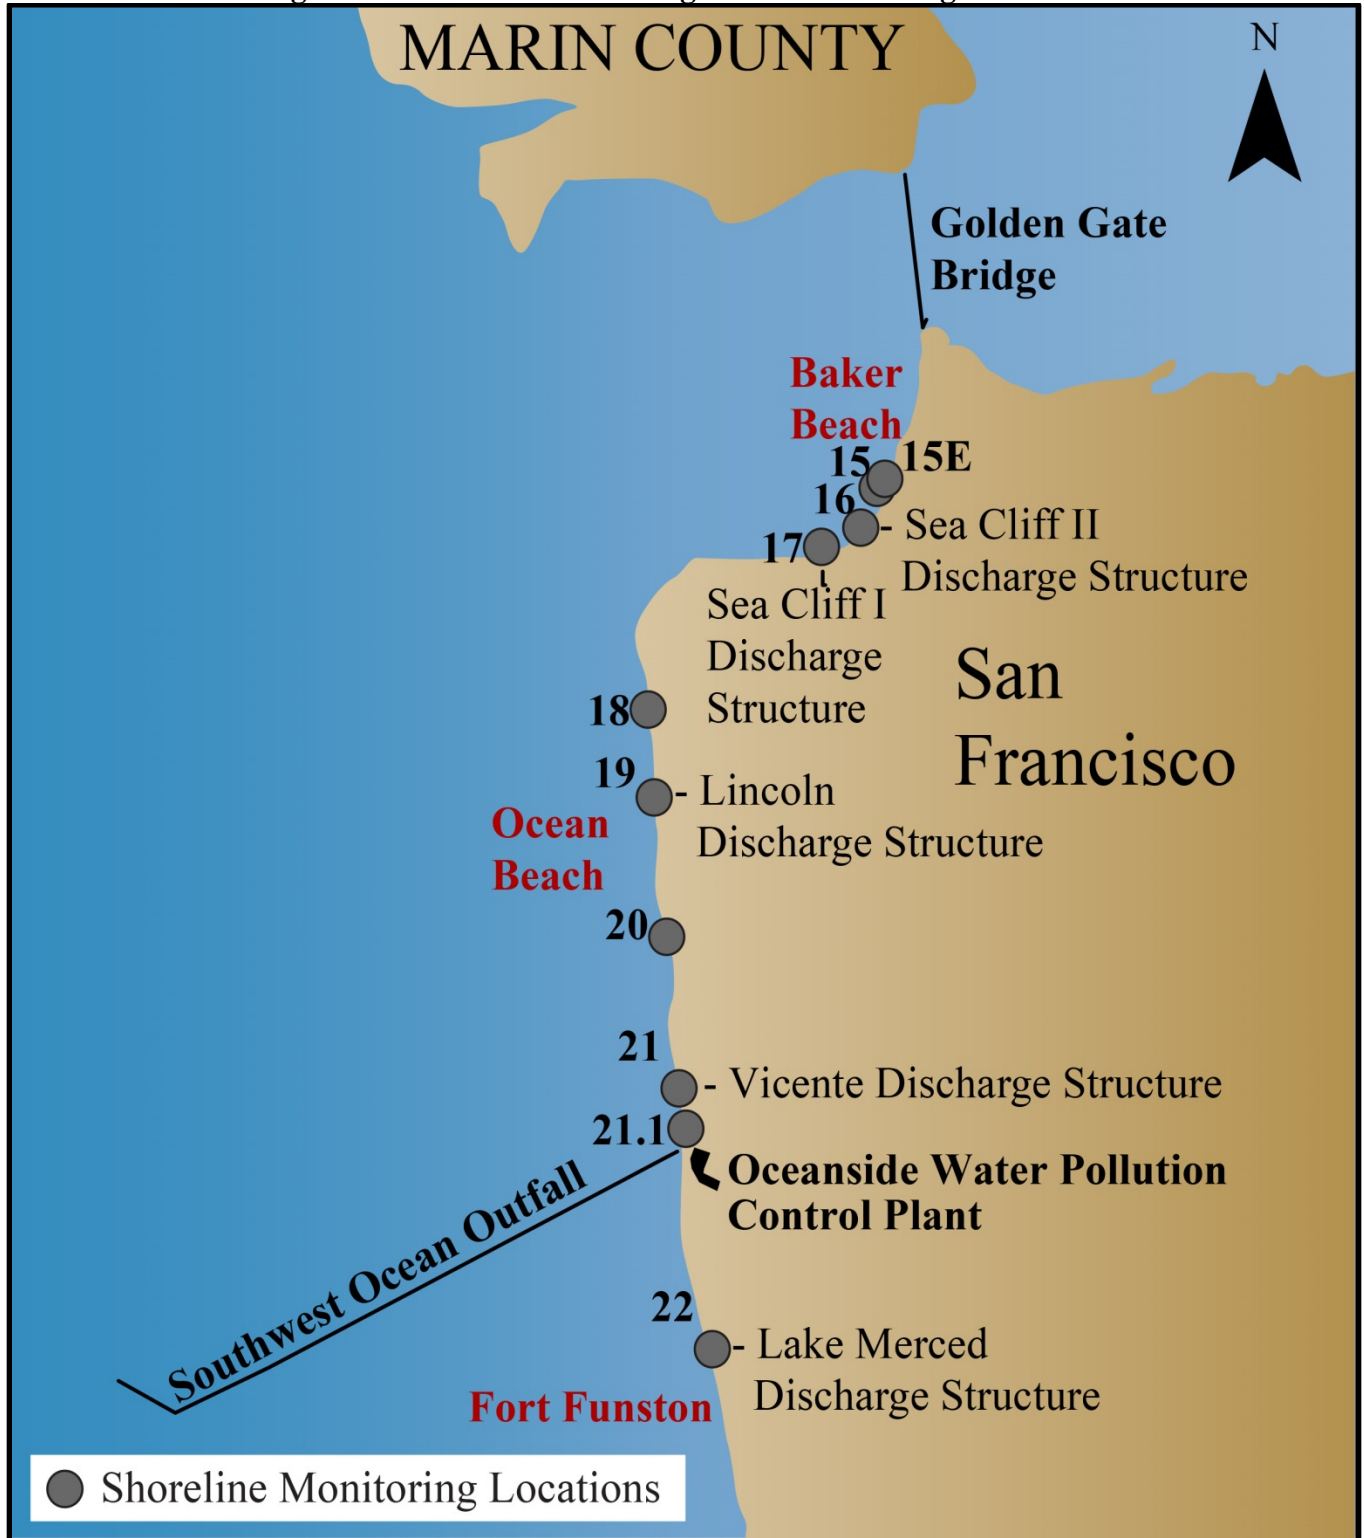 MARIN COUNTY
N
Golden Gate
Bridge
Baker
Beach
15
15E
16
- Sea Cliff II
Discharge Structure
17
Sea Cliff I
Discharge
Structure
San
Francisco
18
19
- Lincoln
Discharge Structure
Ocean
Beach
20
21
- Vicente Discharge Structure
21.1
Oceanside Water Pollution
Control Plant
Southwest Ocean Outfall
22
- Lake Merced
Discharge Structure
Fort Funston
Shoreline Monitoring Locations